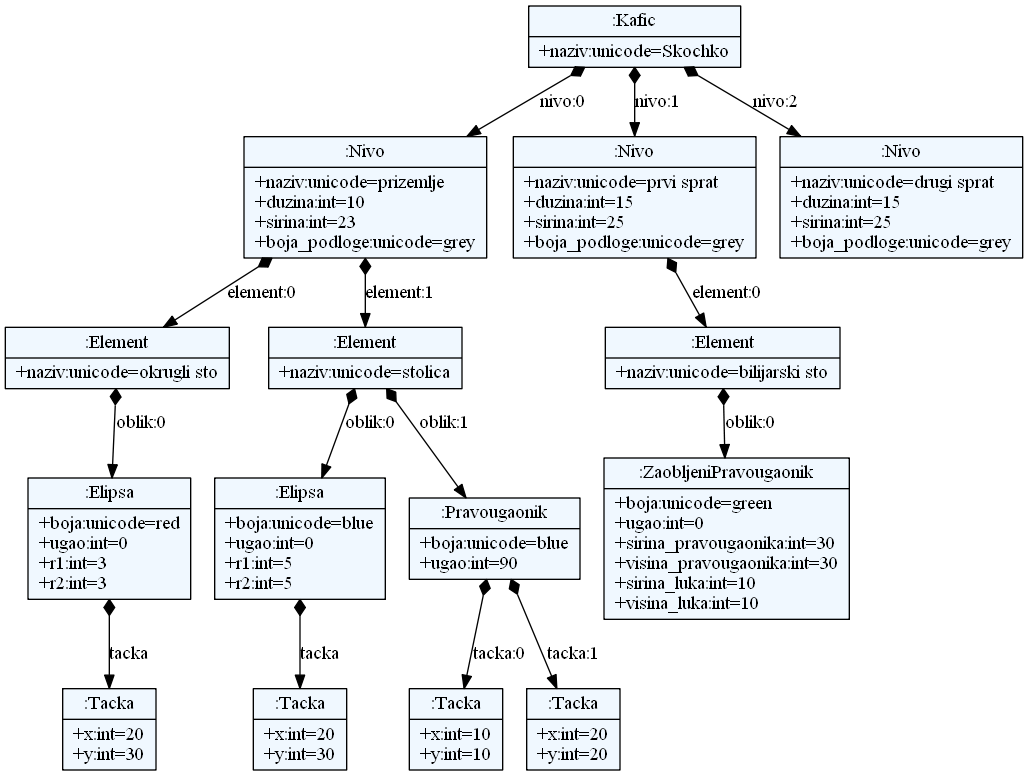 :Kafic
+naziv:unicode=Skochko
nivo:0
nivo:1
nivo:2
:Nivo
+naziv:unicode=prizemlje
+duzina:int=10
+sirina:int=23
+boja_podloge:unicode=grey
:Nivo
+naziv:unicode=prvi sprat
+duzina:int=15
+sirina:int=25
+boja_podloge:unicode=grey
:Nivo
+naziv:unicode=drugi sprat
+duzina:int=15
+sirina:int=25
+boja_podloge:unicode=grey
element:0
element:1
element:0
:Element
+naziv:unicode=okrugli sto
:Element
+naziv:unicode=stolica
:Element
+naziv:unicode=bilijarski sto
oblik:0
oblik:0
oblik:1
oblik:0
:Elipsa
+boja:unicode=red
+ugao:int=0
+r1:int=3
+r2:int=3
:Elipsa
+boja:unicode=blue
+ugao:int=0
+r1:int=5
+r2:int=5
:Pravougaonik
+boja:unicode=blue
+ugao:int=90
:ZaobljeniPravougaonik
+boja:unicode=green
+ugao:int=0
+sirina_pravougaonika:int=30
+visina_pravougaonika:int=30
+sirina_luka:int=10
+visina_luka:int=10
tacka
tacka
tacka:0
tacka:1
:Tacka
+x:int=20
+y:int=30
:Tacka
+x:int=20
+y:int=30
:Tacka
+x:int=10
+y:int=10
:Tacka
+x:int=20
+y:int=20